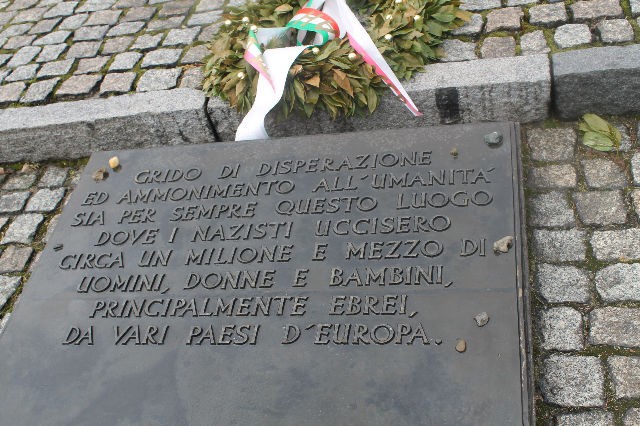 GRIDO DI DISPERAZIONE
ED AMMONIMENTO ALL´UMANITÁ
SIA PER SEMPRE QUESTO LUOGO
DOVE I NAZISTI UCCISERO
CIRCA UN MILIONE E MEZZO DI
UOMINI, DONNE E BAMBINI,
PRINCIPALMENTE EBREI,
DA VARI PAESI D´EUROPA.